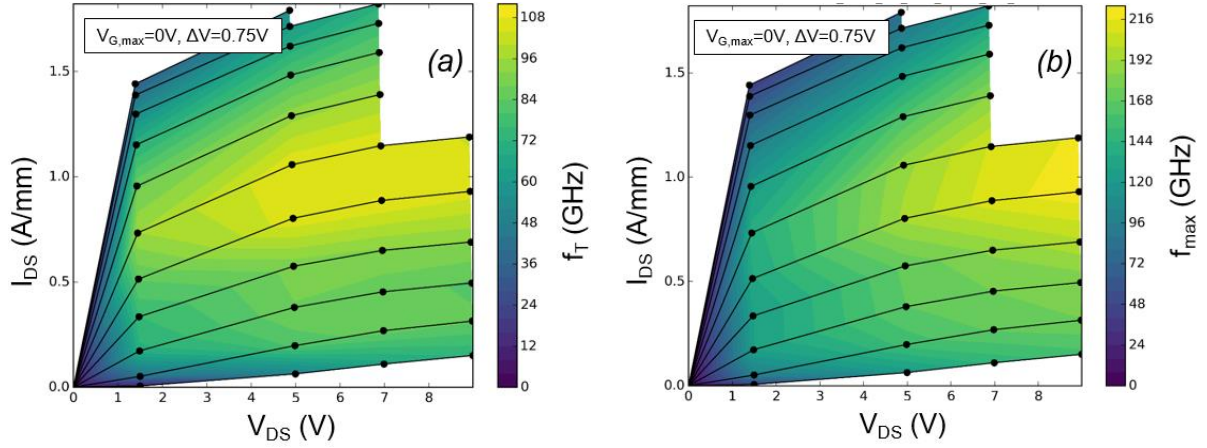 V_G,max=0V, ΔV=0.75V
(a)
1.5
1.0
0.5
0.0
0 1 2 3 4 5 6 7 8
I_DS (A/mm)
V_DS (V)
108
96
84
72
60
48
36
24
12
0
f_T (GHz)
V_G,max=0V, ΔV=0.75V
(b)
1.5
1.0
0.5
0.0
0 1 2 3 4 5 6 7 8
I_DS (A/mm)
V_DS (V)
216
192
168
144
120
96
72
48
24
0
f_max (GHz)